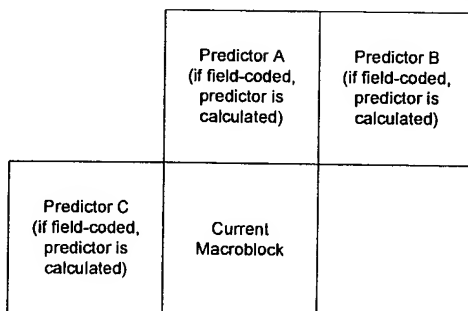 Predictor A
(if field-coded,
predictor is
calculated)
Predictor B
(if field-coded,
predictor is
calculated)
Predictor C
(if field-coded,
predictor is
calculated)
Current
Macroblock